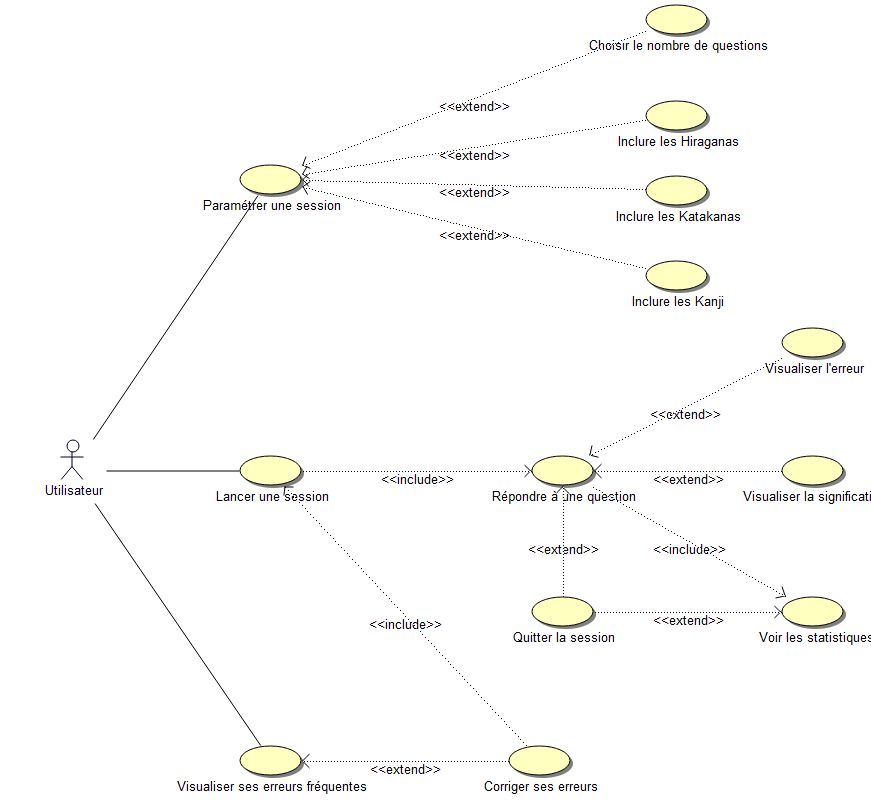 Choisir le nombre de questions
<<extend>>
Inclure les Hiraganas
<<extend>>
Paramétrer une session
<<extend>>
Inclure les Katakanas
<<extend>>
Inclure les Kanji
Visualiser l'erreur
<<extend>>
Utilisateur
Lancer une session
<<include>>
Répondre à une question
<<extend>>
Visualiser la significati
<<extend>>
<<include>>
Quitter la session
<<extend>>
Voir les statistiques
<<include>>
Visualiser ses erreurs fréquentes
<<extend>>
Corriger ses erreurs